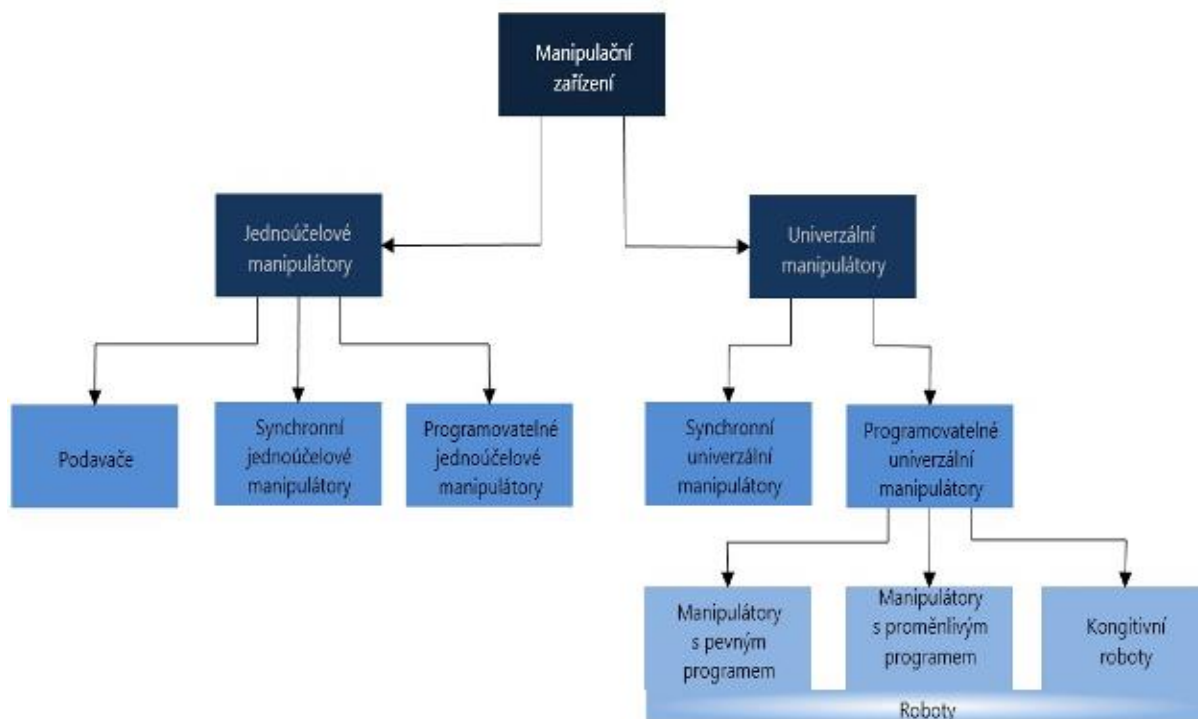 Manipulační
zařízení
Jednoúčelové
manipulátory
Univerzální
manipulátory
Podavače
Synchronní
jednoúčelové
manipulátory
Programovatelné
jednoúčelové
manipulátory
Synchronní
univerzální
manipulátory
Programovatelné
univerzální
manipulátory
Manipulátory
s pevným
programem
Manipulátory
s proměnlivým
programem
Kongitivní
roboty
Roboty